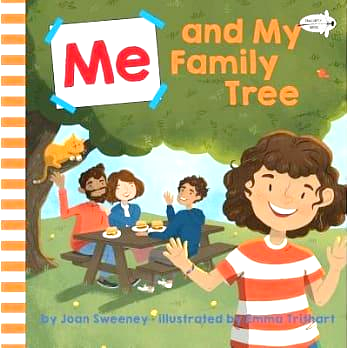 Me
and My
Family
Tree
by Joan Sweeney • illustrated by Emma Trithart